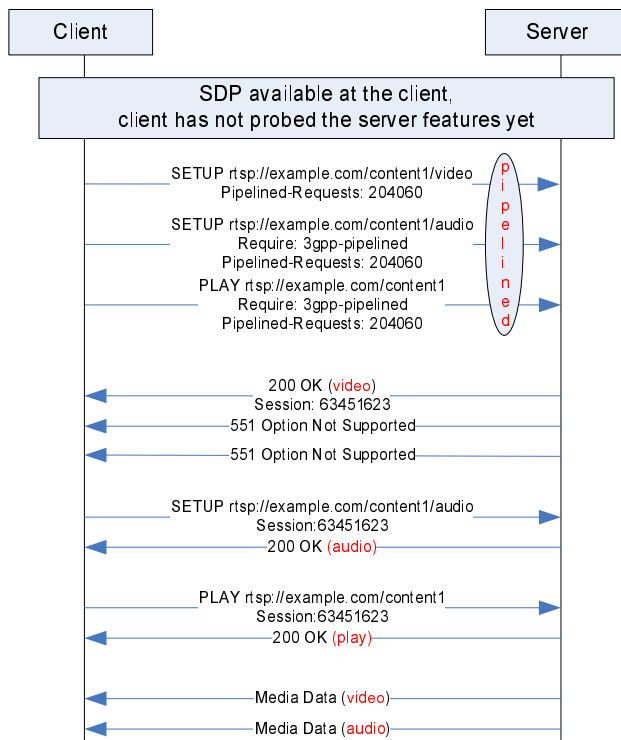 Client
Server
SDP available at the client,
client has not probed the server features yet
SETUP rtsp://example.com/content1/video
Pipelined-Requests: 204060
SETUP rtsp://example.com/content1/audio
Require: 3gpp-pipelined
Pipelined-Requests: 204060
PLAY rtsp://example.com/content1
Require: 3gpp-pipelined
Pipelined-Requests: 204060
pipelined
200 OK (video)
Session: 63451623
551 Option Not Supported
551 Option Not Supported
SETUP rtsp://example.com/content1/audio
Session:63451623
200 OK (audio)
PLAY rtsp://example.com/content1
Session:63451623
200 OK (play)
Media Data (video)
Media Data (audio)